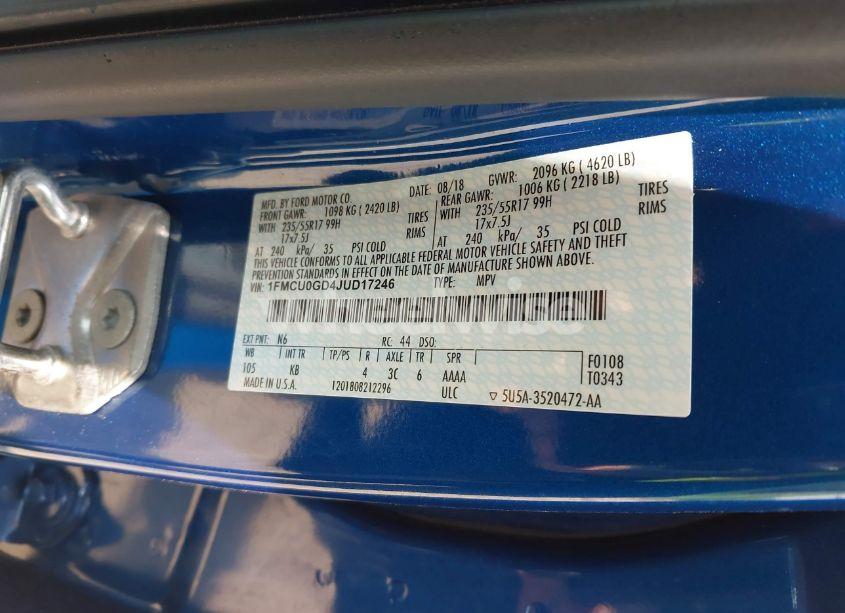 MFD. BY FORD MOTOR CO.
DATE: 08/18 GVWR: 2096 KG ( 4620 LB)
FRONT GAWR: 1098 KG ( 2420 LB)
REAR GAWR: 1006 KG ( 2218 LB)
WITH 235/55R17 99H TIRES
WITH 235/55R17 99H TIRES
17x7.5J RIMS
17x7.5J RIMS
AT 240 kPa/ 35 PSI COLD
AT 240 kPa/ 35 PSI COLD
THIS VEHICLE CONFORMS TO ALL APPLICABLE FEDERAL MOTOR VEHICLE SAFETY AND THEFT
PREVENTION STANDARDS IN EFFECT ON THE DATE OF MANUFACTURE SHOWN ABOVE.
VIN: 1FMCU0GD4JUD17246 TYPE: MPV
EXT PNT: N6 RC: 44 DSO:
WB INT TR TP/PS R AXLE TR SPR
105 KB 4 3C 6 AAAA
F0108
T0343
MADE IN U.S.A. 1201808212296 ULC ▽ 5U5A-3520472-AA